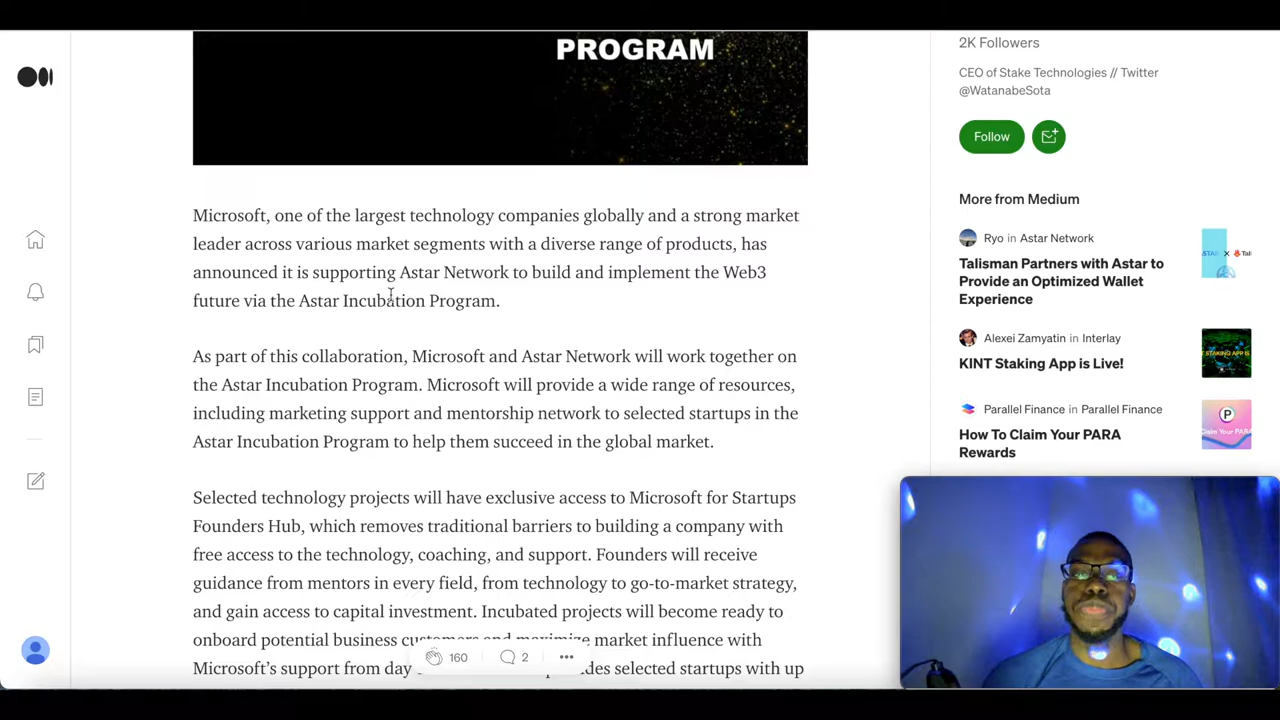 PROGRAM
Microsoft, one of the largest technology companies globally and a strong market
leader across various market segments with a diverse range of products, has
announced it is supporting Astar Network to build and implement the Web3
future via the Astar Incubation Program.
As part of this collaboration, Microsoft and Astar Network will work together on
the Astar Incubation Program. Microsoft will provide a wide range of resources,
including marketing support and mentorship network to selected startups in the
Astar Incubation Program to help them succeed in the global market.
Selected technology projects will have exclusive access to Microsoft for Startups
Founders Hub, which removes traditional barriers to building a company with
free access to the technology, coaching, and support. Founders will receive
guidance from mentors in every field, from technology to go-to-market strategy,
and gain access to capital investment. Incubated projects will become ready to
onboard potential business customers and maximize market influence with
Microsoft's support from day
selected startups with up
160
2
2K Followers
CEO of Stake Technologies // Twitter
@WatanabeSota
Follow
More from Medium
Ryo in Astar Network
Talisman Partners with Astar to
Provide an Optimized Wallet
Experience
Alexei Zamyatin in Interlay
KINT Staking App is Live!
Parallel Finance in Parallel Finance
How To Claim Your PARA
Rewards